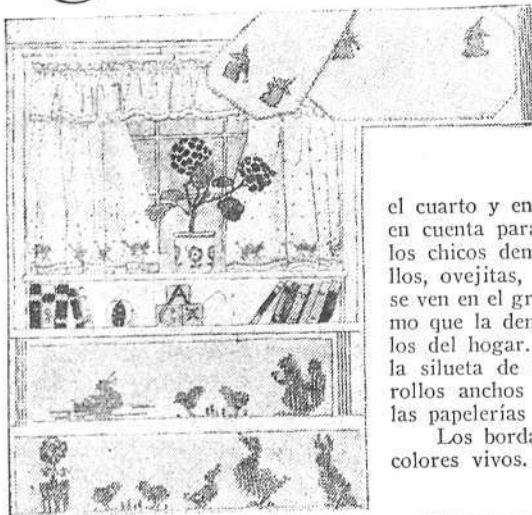 el cuarto y en
en cuenta para
los chicos den
llos, ovejitas,
se ven en el gr
mo que la den
los del hogar.
la silueta de
rollos anchos
las papelerías
Los borda
colores vivos.
A